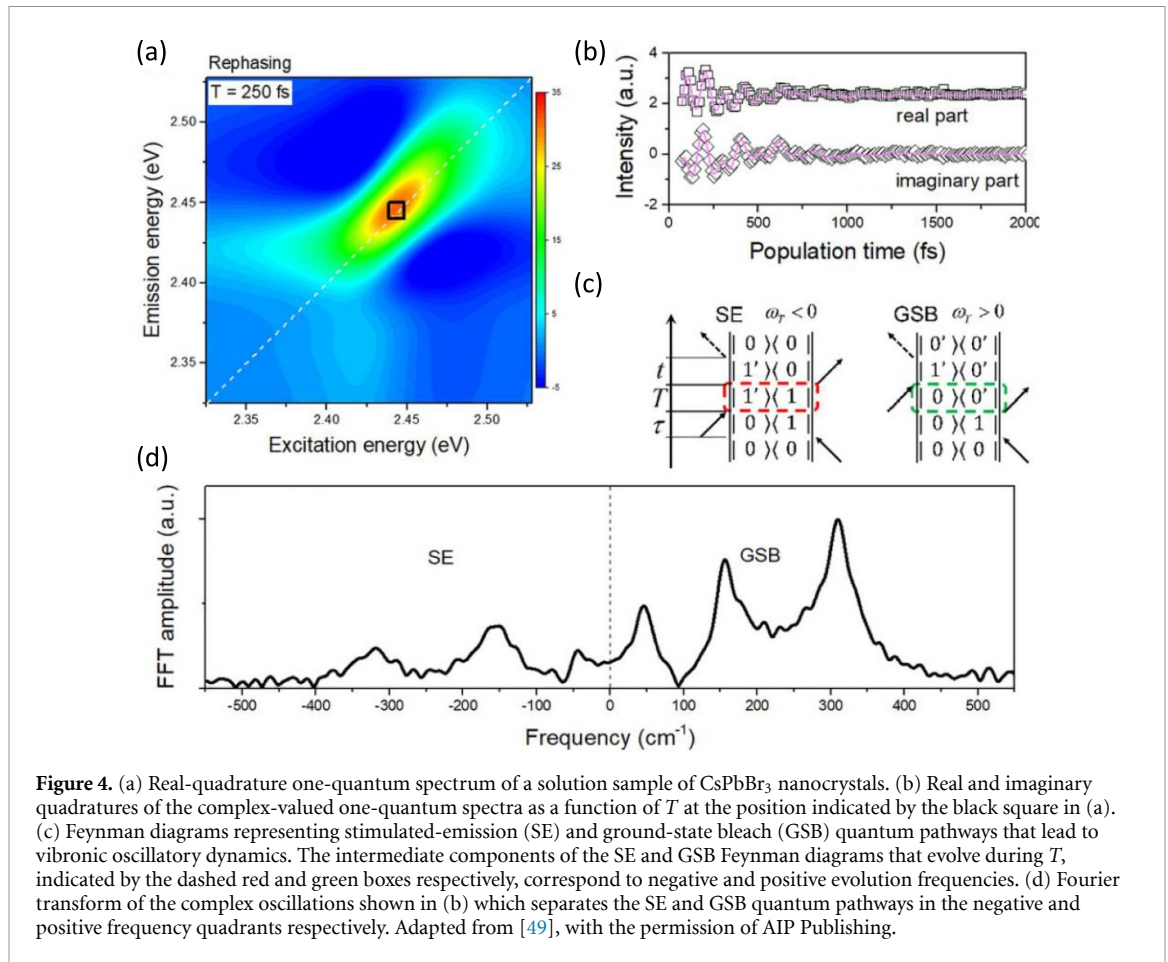 (a)
Rephasing
T = 250 fs
2.50
2.45
2.40
2.35
Emission energy (eV)
2.35
2.40
2.45
2.50
Excitation energy (eV)
35
25
15
5
-5
(b)
4
2
0
-2
Intensity (a.u.)
real part
imaginary part
0
500
1000
1500
2000
Population time (fs)
(c)
SE ω_T < 0
GSB ω_T > 0
t
T
τ
| 0 ⟩⟨ 0 |
| 1' ⟩⟨ 0 |
| 1' ⟩⟨ 1 |
| 0 ⟩⟨ 1 |
| 0 ⟩⟨ 0 |
| 0' ⟩⟨ 0' |
| 1' ⟩⟨ 0' |
| 0 ⟩⟨ 0' |
| 0 ⟩⟨ 1 |
| 0 ⟩⟨ 0 |
(d)
FFT amplitude (a.u.)
SE
GSB
-500 -400 -300 -200 -100 0 100 200 300 400 500
Frequency (cm⁻¹)
Figure 4. (a) Real-quadrature one-quantum spectrum of a solution sample of CsPbBr₃ nanocrystals. (b) Real and imaginary
quadratures of the complex-valued one-quantum spectra as a function of T at the position indicated by the black square in (a).
(c) Feynman diagrams representing stimulated-emission (SE) and ground-state bleach (GSB) quantum pathways that lead to
vibronic oscillatory dynamics. The intermediate components of the SE and GSB Feynman diagrams that evolve during T,
indicated by the dashed red and green boxes respectively, correspond to negative and positive evolution frequencies. (d) Fourier
transform of the complex oscillations shown in (b) which separates the SE and GSB quantum pathways in the negative and
positive frequency quadrants respectively. Adapted from [49], with the permission of AIP Publishing.